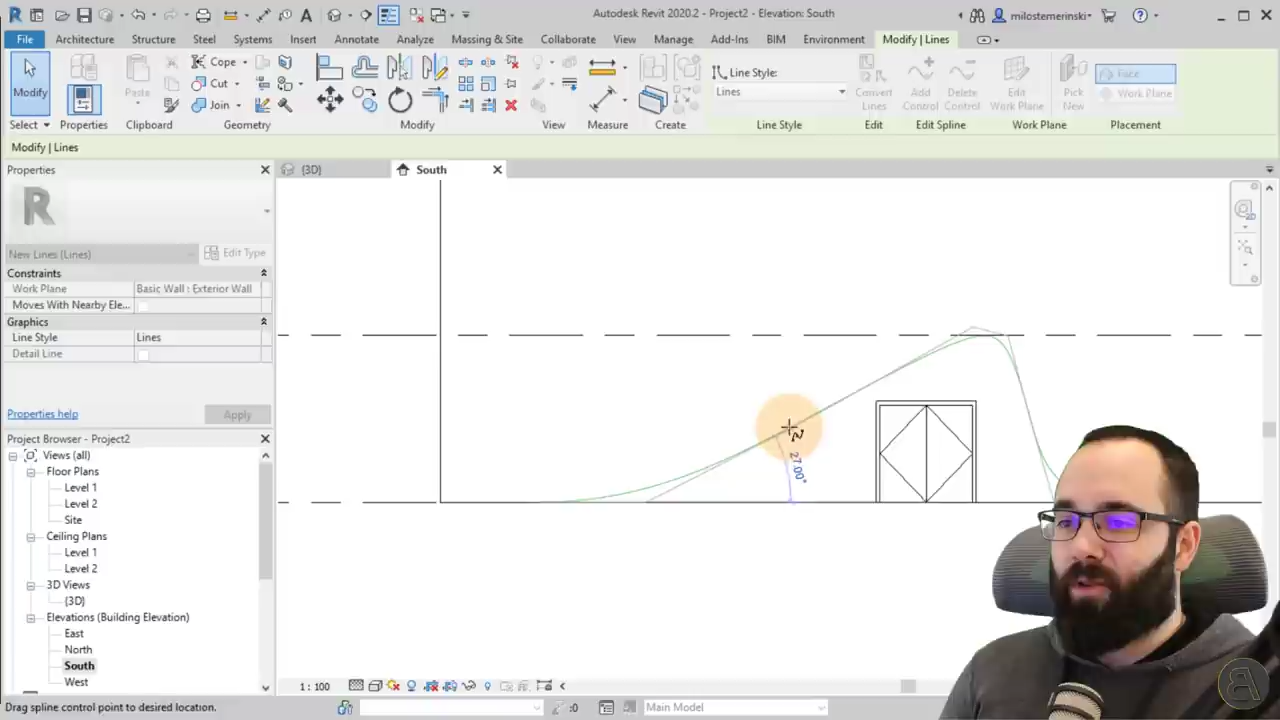 Autodesk Revit 2020.2 - Project2 - Elevation: South
milostemerinski
File Architecture Structure Steel Systems Insert Annotate Analyze Massing & Site Collaborate View Manage Add-Ins BIM Environment Modify | Lines
Modify
Paste
Cope
Cut
Join
Line Style:
Lines
Convert Lines
Add Control
Delete Control
Edit Work Plane
Pick New
Face
Work Plane
Select Properties Clipboard Geometry Modify View Measure Create Line Style Edit Edit Spline Work Plane Placement
Modify | Lines
Properties
{3D}
South
New Lines (Lines)
Edit Type
Constraints
Work Plane Basic Wall : Exterior Wall
Moves With Nearby Ele...
Graphics
Line Style Lines
Detail Line
Properties help
Apply
Project Browser - Project2
Views (all)
Floor Plans
Level 1
Level 2
Site
Ceiling Plans
Level 1
Level 2
3D Views
{3D}
Elevations (Building Elevation)
East
North
South
West
27.00°
2D
1 : 100
Drag spline control point to desired location.
:0
Main Model